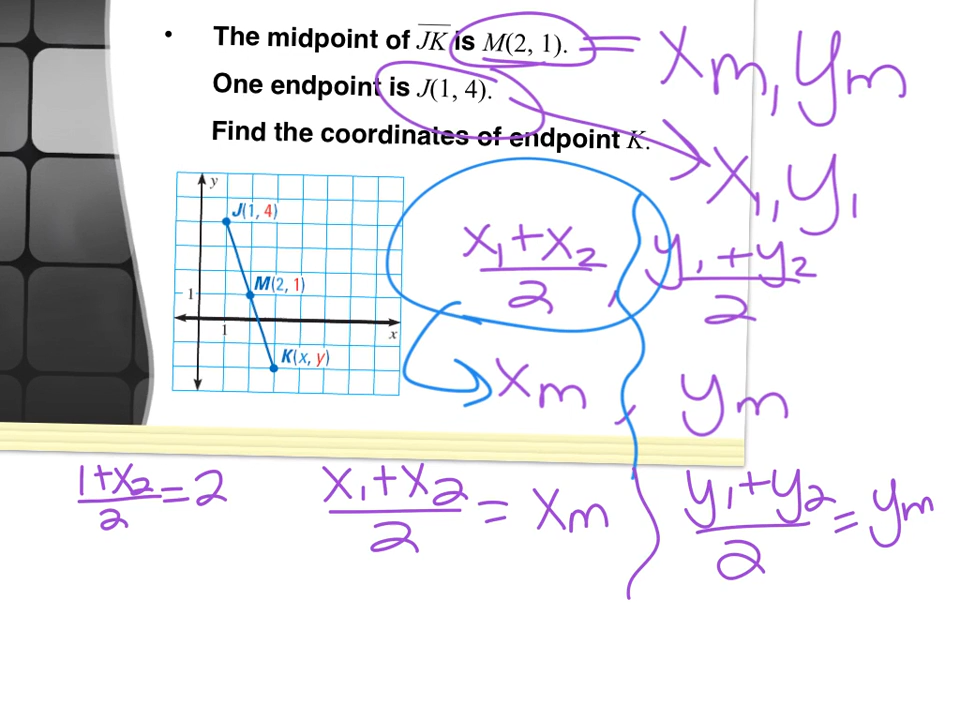 • The midpoint of JK is M(2, 1). = xm, ym
One endpoint is J(1, 4).
Find the coordinates of endpoint K.
x1, y1
y
J(1, 4)
x1+x2/2, y1+y2/2
M(2, 1)
1
1
x
K(x, y)
xm, ym
1+x2/2=2
x1+x2/2 = xm
y1+y2/2 = ym